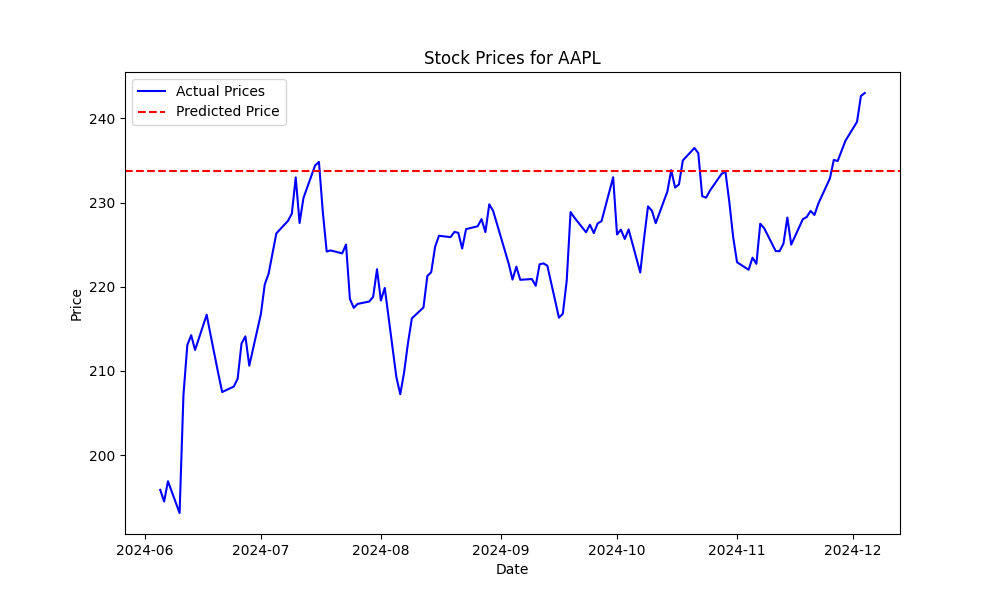 Stock Prices for AAPL
Actual Prices
Predicted Price
Price
240
230
220
210
200
2024-06 2024-07 2024-08 2024-09 2024-10 2024-11 2024-12
Date